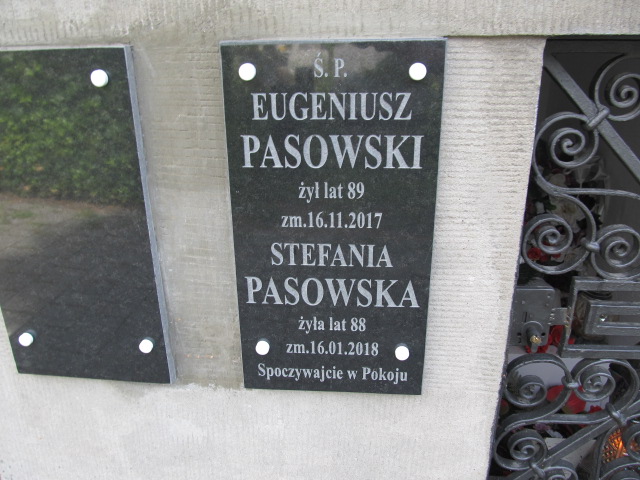 Ś. P.
EUGENIUSZ
PASOWSKI
żył lat 89
zm.16.11.2017
STEFANIA
PASOWSKA
żyła lat 88
zm.16.01.2018
Spoczywajcie w Pokoju